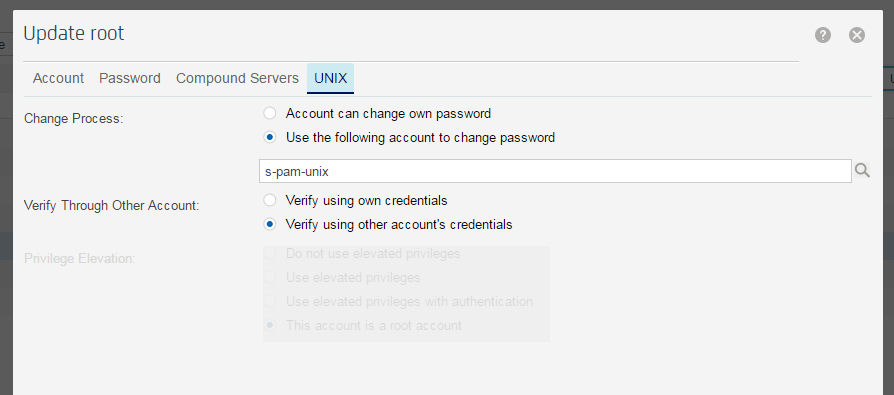 Update root
Account Password Compound Servers UNIX
Change Process:
Account can change own password
Use the following account to change password
s-pam-unix
Verify Through Other Account:
Verify using own credentials
Verify using other account's credentials
Privilege Elevation:
Do not use elevated privileges
Use elevated privileges
Use elevated privileges with authentication
This account is a root account